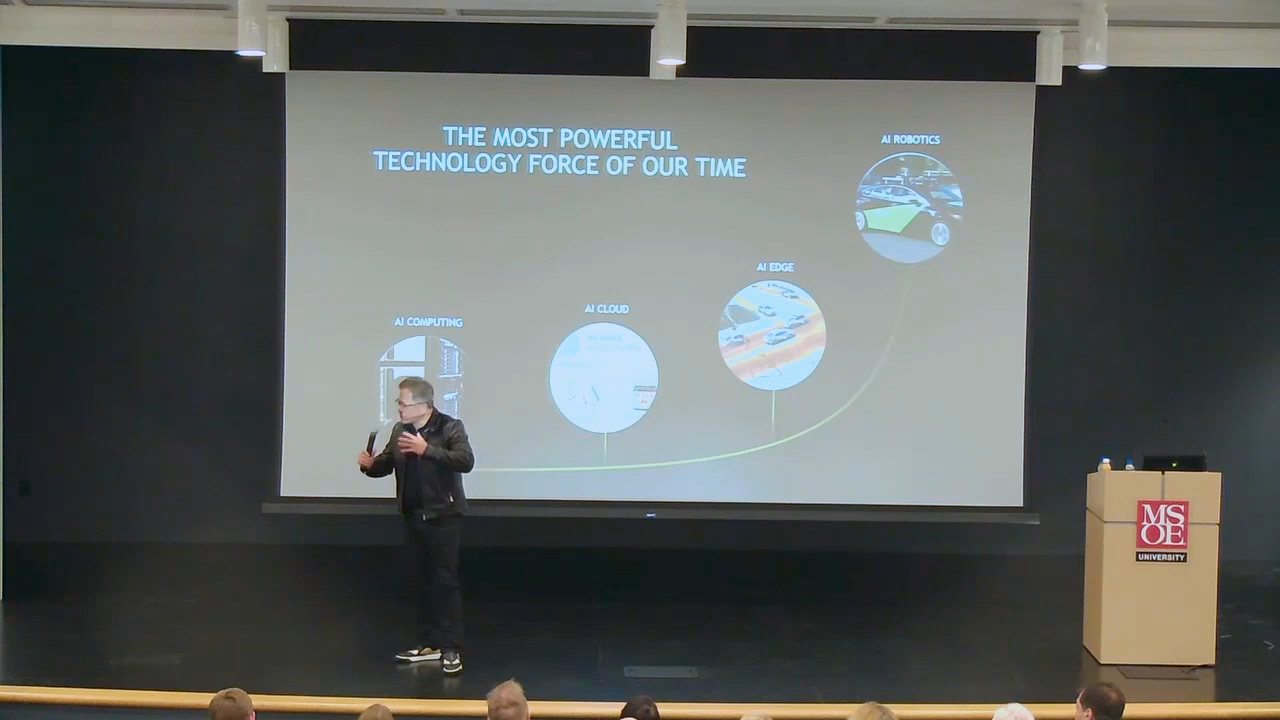 THE MOST POWERFUL
TECHNOLOGY FORCE OF OUR TIME
AI ROBOTICS
AI EDGE
AI CLOUD
AI COMPUTING
MS
OE
UNIVERSITY